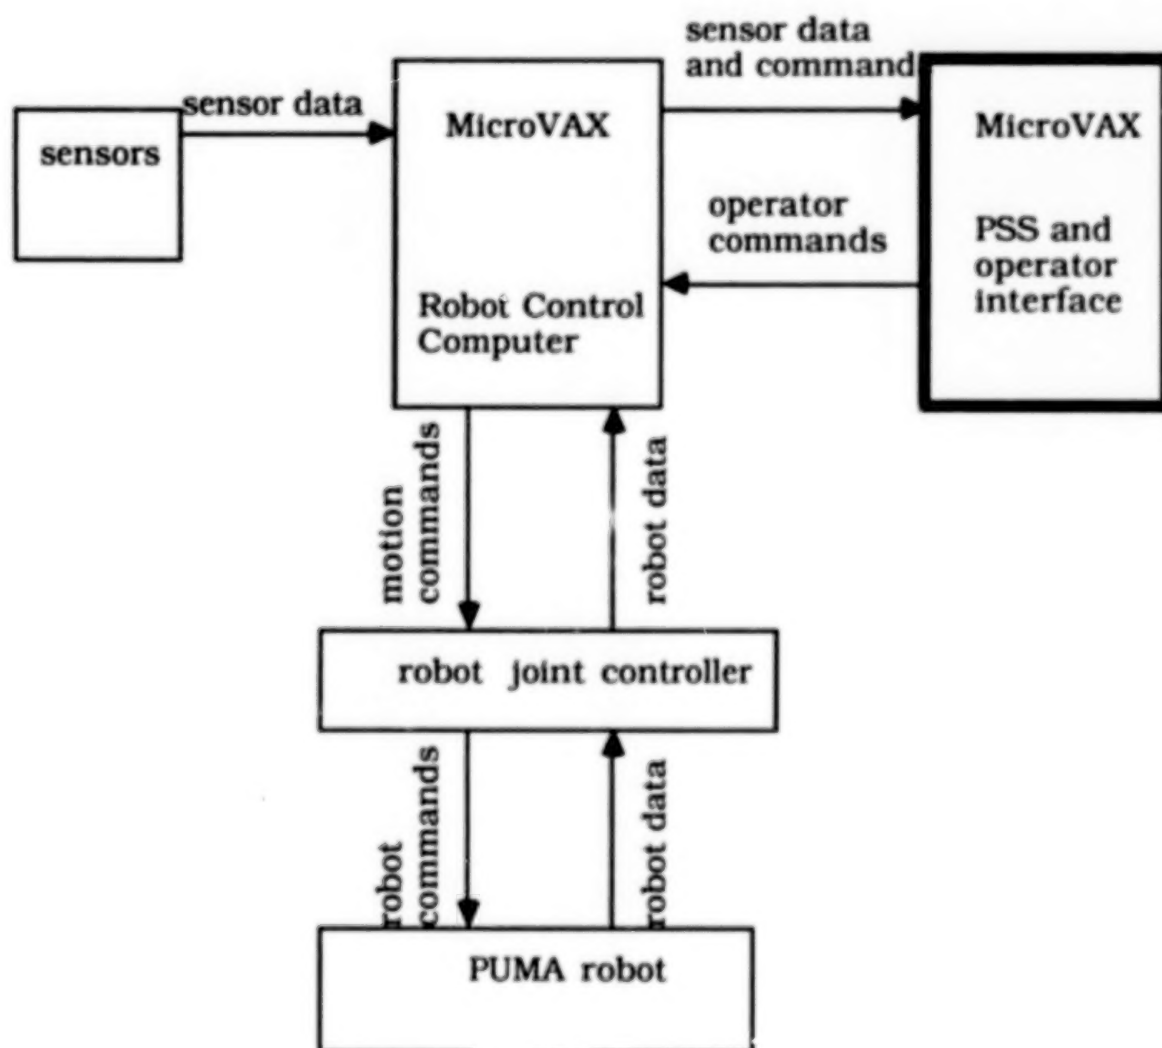 sensor data
and command
sensor data
sensors
MicroVAX
Robot Control
Computer
operator
commands
MicroVAX
PSS and
operator
interface
motion
commands
robot data
robot joint controller
robot
commands
robot data
PUMA robot